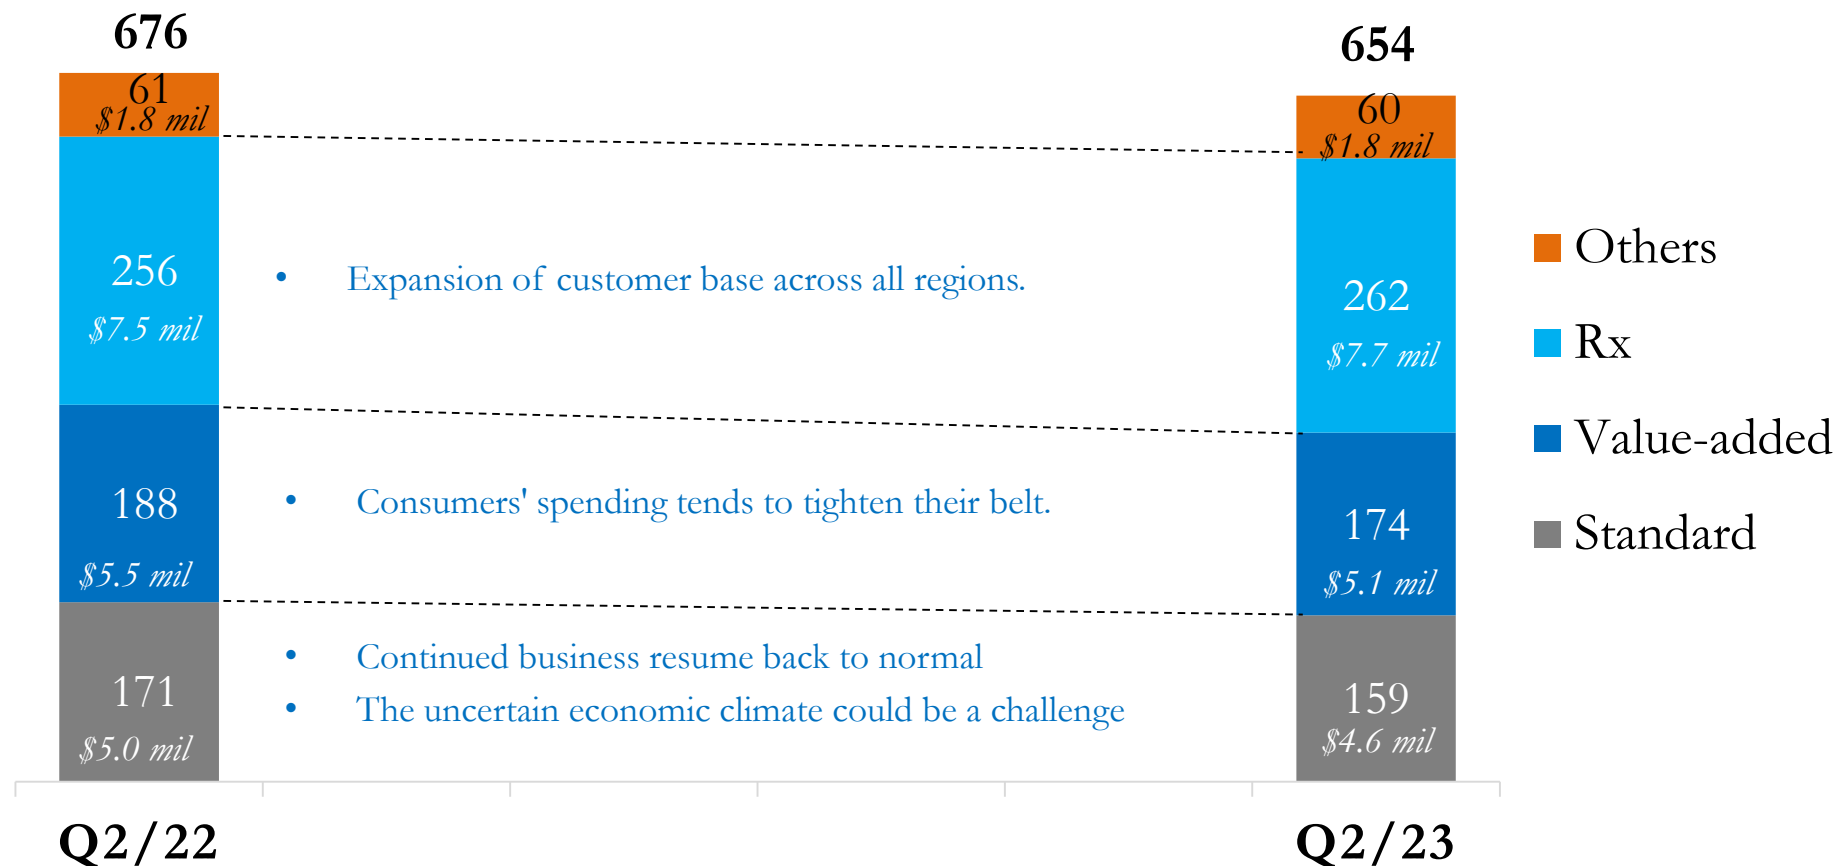 676
61
$1.8 mil
256
$7.5 mil
188
$5.5 mil
171
$5.0 mil
Q2/22
• Expansion of customer base across all regions.
• Consumers' spending tends to tighten their belt.
• Continued business resume back to normal
• The uncertain economic climate could be a challenge
654
60
$1.8 mil
262
$7.7 mil
174
$5.1 mil
159
$4.6 mil
Q2/23
Others
Rx
Value-added
Standard